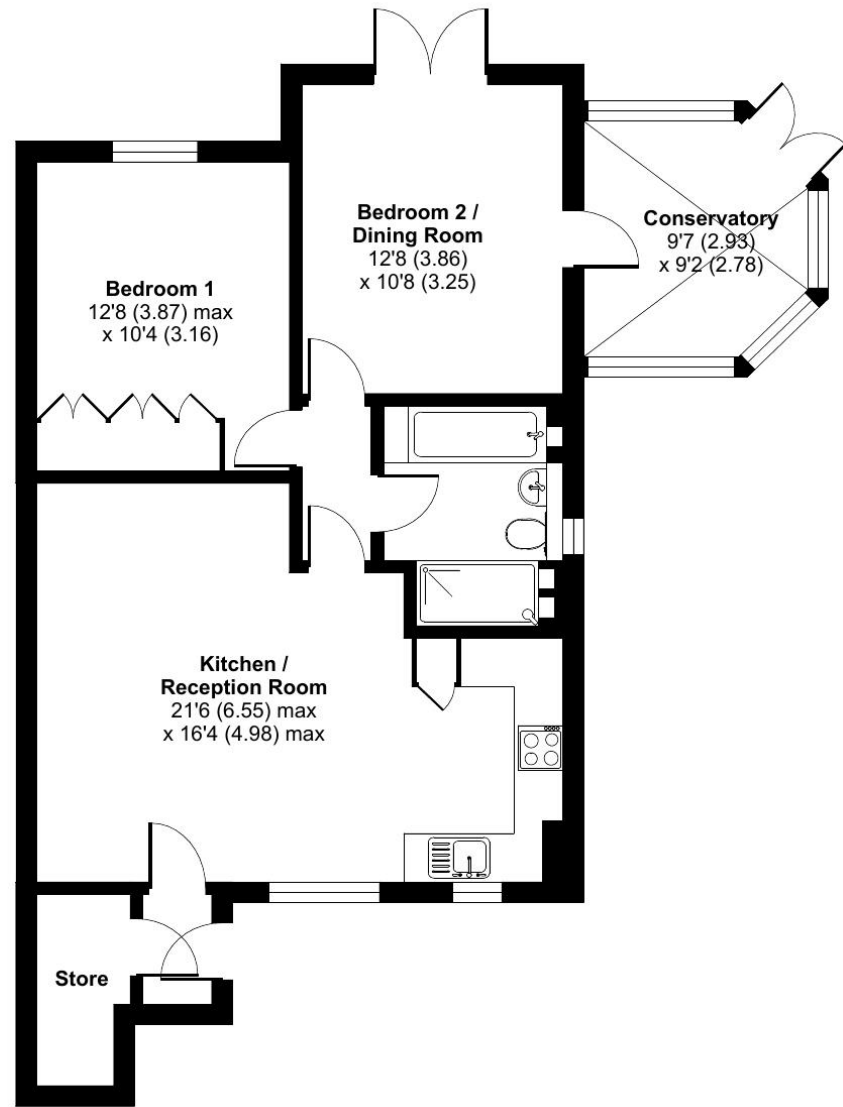 Bedroom 2 /
Dining Room
12'8 (3.86)
x 10'8 (3.25)
Conservatory
9'7 (2.93)
x 9'2 (2.78)
Bedroom 1
12'8 (3.87) max
x 10'4 (3.16)
Kitchen /
Reception Room
21'6 (6.55) max
x 16'4 (4.98) max
Store